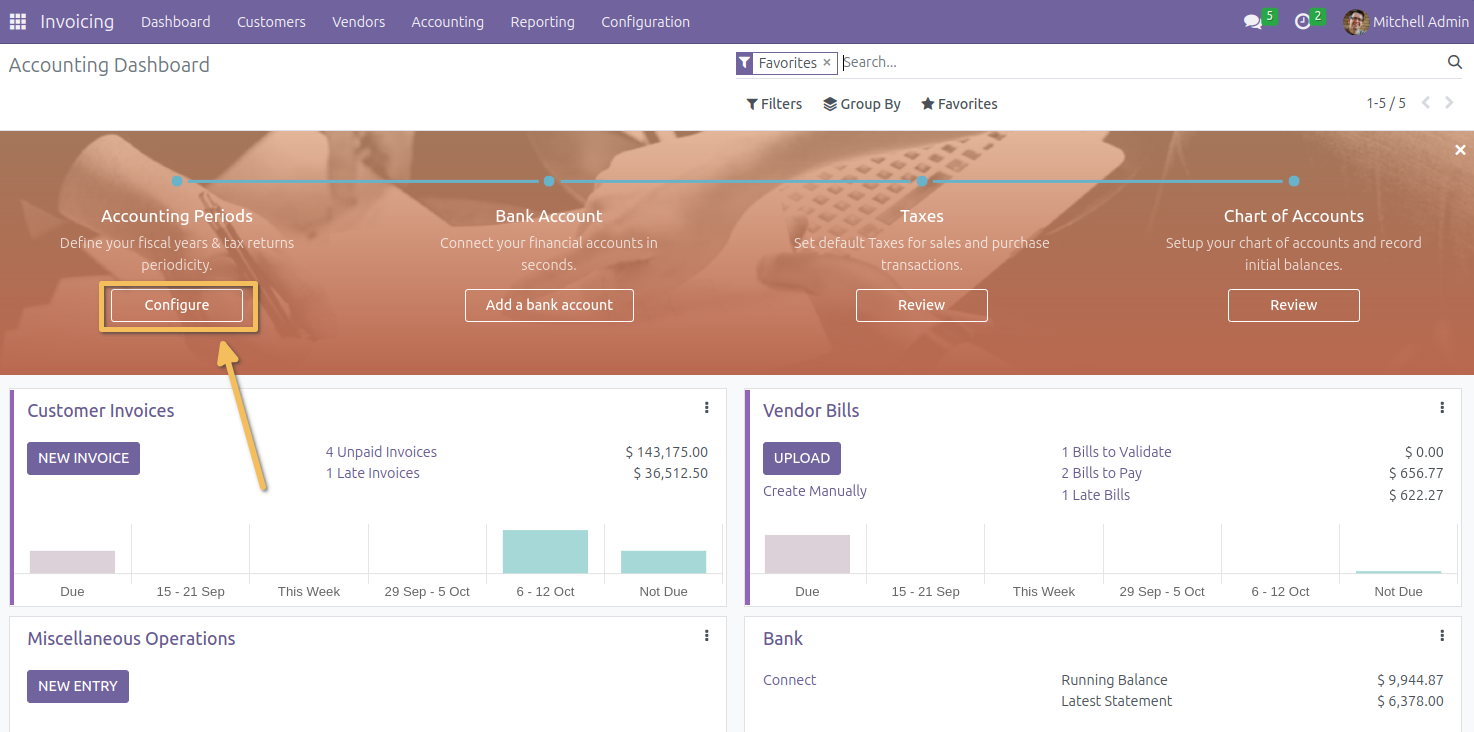 Invoicing Dashboard Customers Vendors Accounting Reporting Configuration 5 2 Mitchell Admin
Accounting Dashboard
Favorites × Search...
Filters Group By Favorites 1-5 / 5
Accounting Periods
Define your fiscal years & tax returns
periodicity.
Configure
Bank Account
Connect your financial accounts in
seconds.
Add a bank account
Taxes
Set default Taxes for sales and purchase
transactions.
Review
Chart of Accounts
Setup your chart of accounts and record
initial balances.
Review
Customer Invoices
NEW INVOICE
4 Unpaid Invoices $ 143,175.00
1 Late Invoices $ 36,512.50
Due 15 - 21 Sep This Week 29 Sep - 5 Oct 6 - 12 Oct Not Due
Vendor Bills
UPLOAD
Create Manually
1 Bills to Validate $ 0.00
2 Bills to Pay $ 656.77
1 Late Bills $ 622.27
Due 15 - 21 Sep This Week 29 Sep - 5 Oct 6 - 12 Oct Not Due
Miscellaneous Operations
NEW ENTRY
Bank
Connect
Running Balance $ 9,944.87
Latest Statement $ 6,378.00